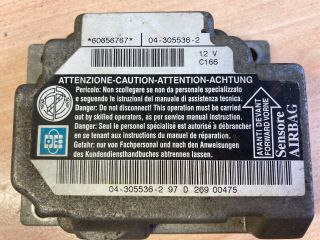 *60656767* 04-305536-2
12 V
C166
ATTENZIONE-CAUTION-ATTENTION-ACHTUNG
Pericolo: Non scollegare se non da personale specializzato
e seguendo le istruzioni del manuale di assistenza tecnica.
Danger: Do not disconnect! This operation must be carried
out by skilled operators, as per service manual instruction.
Danger: Seul le personnel spécialisé est autorisé à débrancher
en se tenant aux instructions du manuel de réparation.
Gefahr: nur von Fachpersonal und nach den Anweisungen
des Kundendiensthandbuches abtrennen lassen.
AVANTI/DEVANT
FORWARD/VORNE
Sensore
AIRBAG
04-305536-2 97 D 269 00475